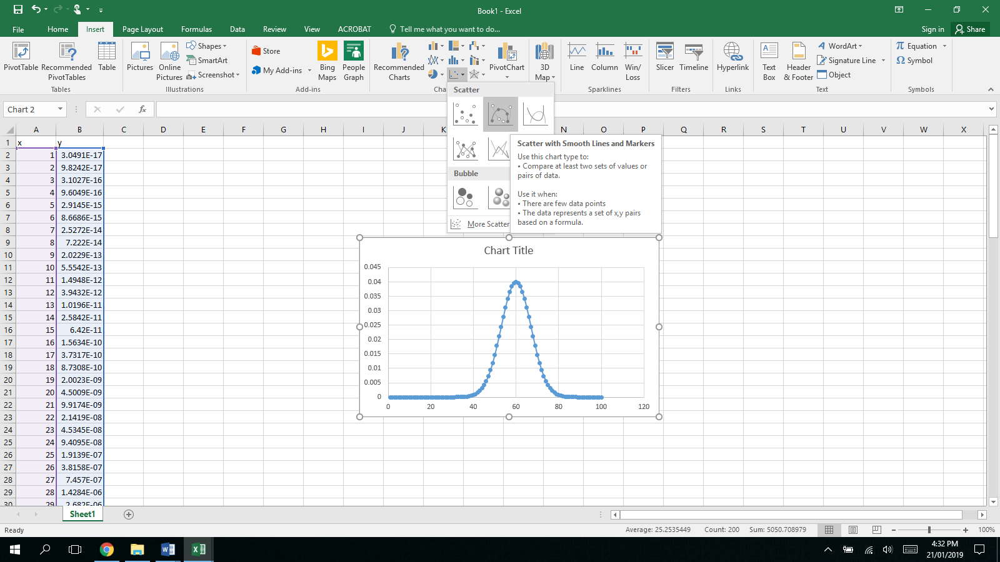 Book1 - Excel
File Home Insert Page Layout Formulas Data Review View ACROBAT Tell me what you want to do... Sign in Share
PivotTable Recommended PivotTables Table
Tables
Pictures Online Pictures Shapes SmartArt Screenshot
Illustrations
Store
My Add-ins
Bing Maps People Graph
Add-ins
Recommended Charts
PivotChart
Cha
3D Map
Line Column Win/Loss
Sparklines
Slicer Timeline
Filters
Hyperlink
Links
Text Box Header & Footer WordArt Signature Line Object
Text
Equation
Symbol
Symbols
Chart 2 fx
Scatter
Bubble
More Scatter
Scatter with Smooth Lines and Markers
Use this chart type to:
• Compare at least two sets of values or
pairs of data.
Use it when:
• There are few data points
• The data represents a set of x,y pairs
based on a formula.
A B C D E F G H I J K N O P Q R S T U V W X
1 x y
2 1 3.0491E-17
3 2 9.8242E-17
4 3 3.1027E-16
5 4 9.6049E-16
6 5 2.9145E-15
7 6 8.6686E-15
8 7 2.5272E-14
9 8 7.222E-14
10 9 2.0229E-13
11 10 5.5542E-13
12 11 1.4948E-12
13 12 3.9432E-12
14 13 1.0196E-11
15 14 2.5842E-11
16 15 6.42E-11
17 16 1.5634E-10
18 17 3.7317E-10
19 18 8.7308E-10
20 19 2.0023E-09
21 20 4.5009E-09
22 21 9.9174E-09
23 22 2.1419E-08
24 23 4.5345E-08
25 24 9.4095E-08
26 25 1.9139E-07
27 26 3.8158E-07
28 27 7.457E-07
29 28 1.4284E-06
30 29 2.682E-06
Chart Title
0.045
0.04
0.035
0.03
0.025
0.02
0.015
0.01
0.005
0
0 20 40 60 80 100 120
Sheet1
Ready Average: 25.2535449 Count: 200 Sum: 5050.708979 100%
4:32 PM
21/01/2019